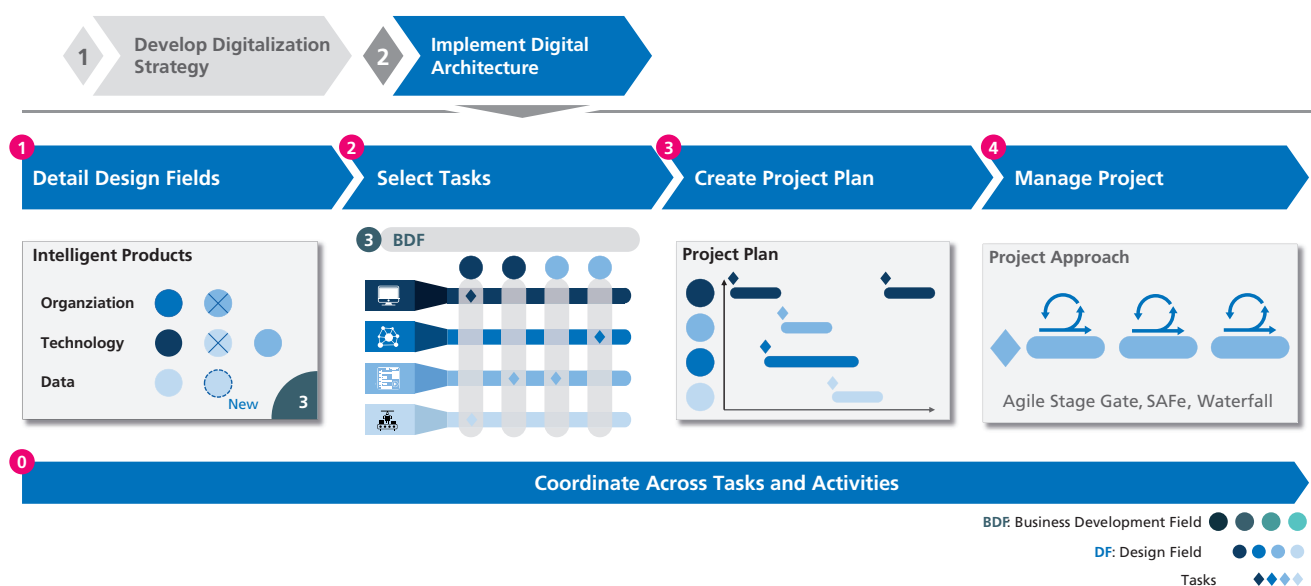 1
Develop Digitalization
Strategy
2
Implement Digital
Architecture
1
Detail Design Fields
2
Select Tasks
3
Create Project Plan
4
Manage Project
Intelligent Products
Organziation
Technology
Data
New
3
3
BDF
Project Plan
Project Approach
Agile Stage Gate, SAFe, Waterfall
0
Coordinate Across Tasks and Activities
BDF: Business Development Field
DF: Design Field
Tasks